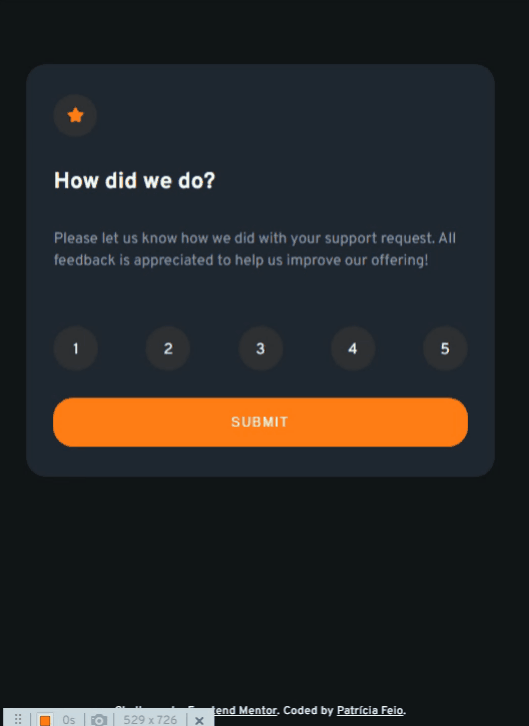 How did we do?
Please let us know how we did with your support request. All
feedback is appreciated to help us improve our offering!
1 2 3 4 5
SUBMIT
Mentor. Coded by Patrícia Feio.
0s 529 x 726